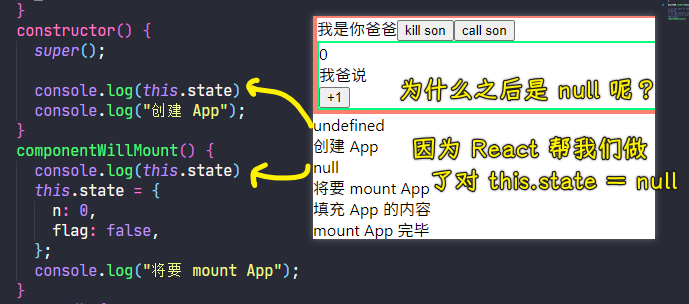 }
constructor() {
super();
console.log(this.state)
console.log("创建 App");
}
componentWillMount() {
console.log(this.state)
this.state = {
n: 0,
flag: false,
};
console.log("将要 mount App");
}
我是你爸爸 kill son call son
0
我爸说
+1
undefined
创建 App
null
将要 mount App
填充 App 的内容
mount App 完毕
为什么之后是 null 呢？
因为 React 帮我们做
了对 this.state = null